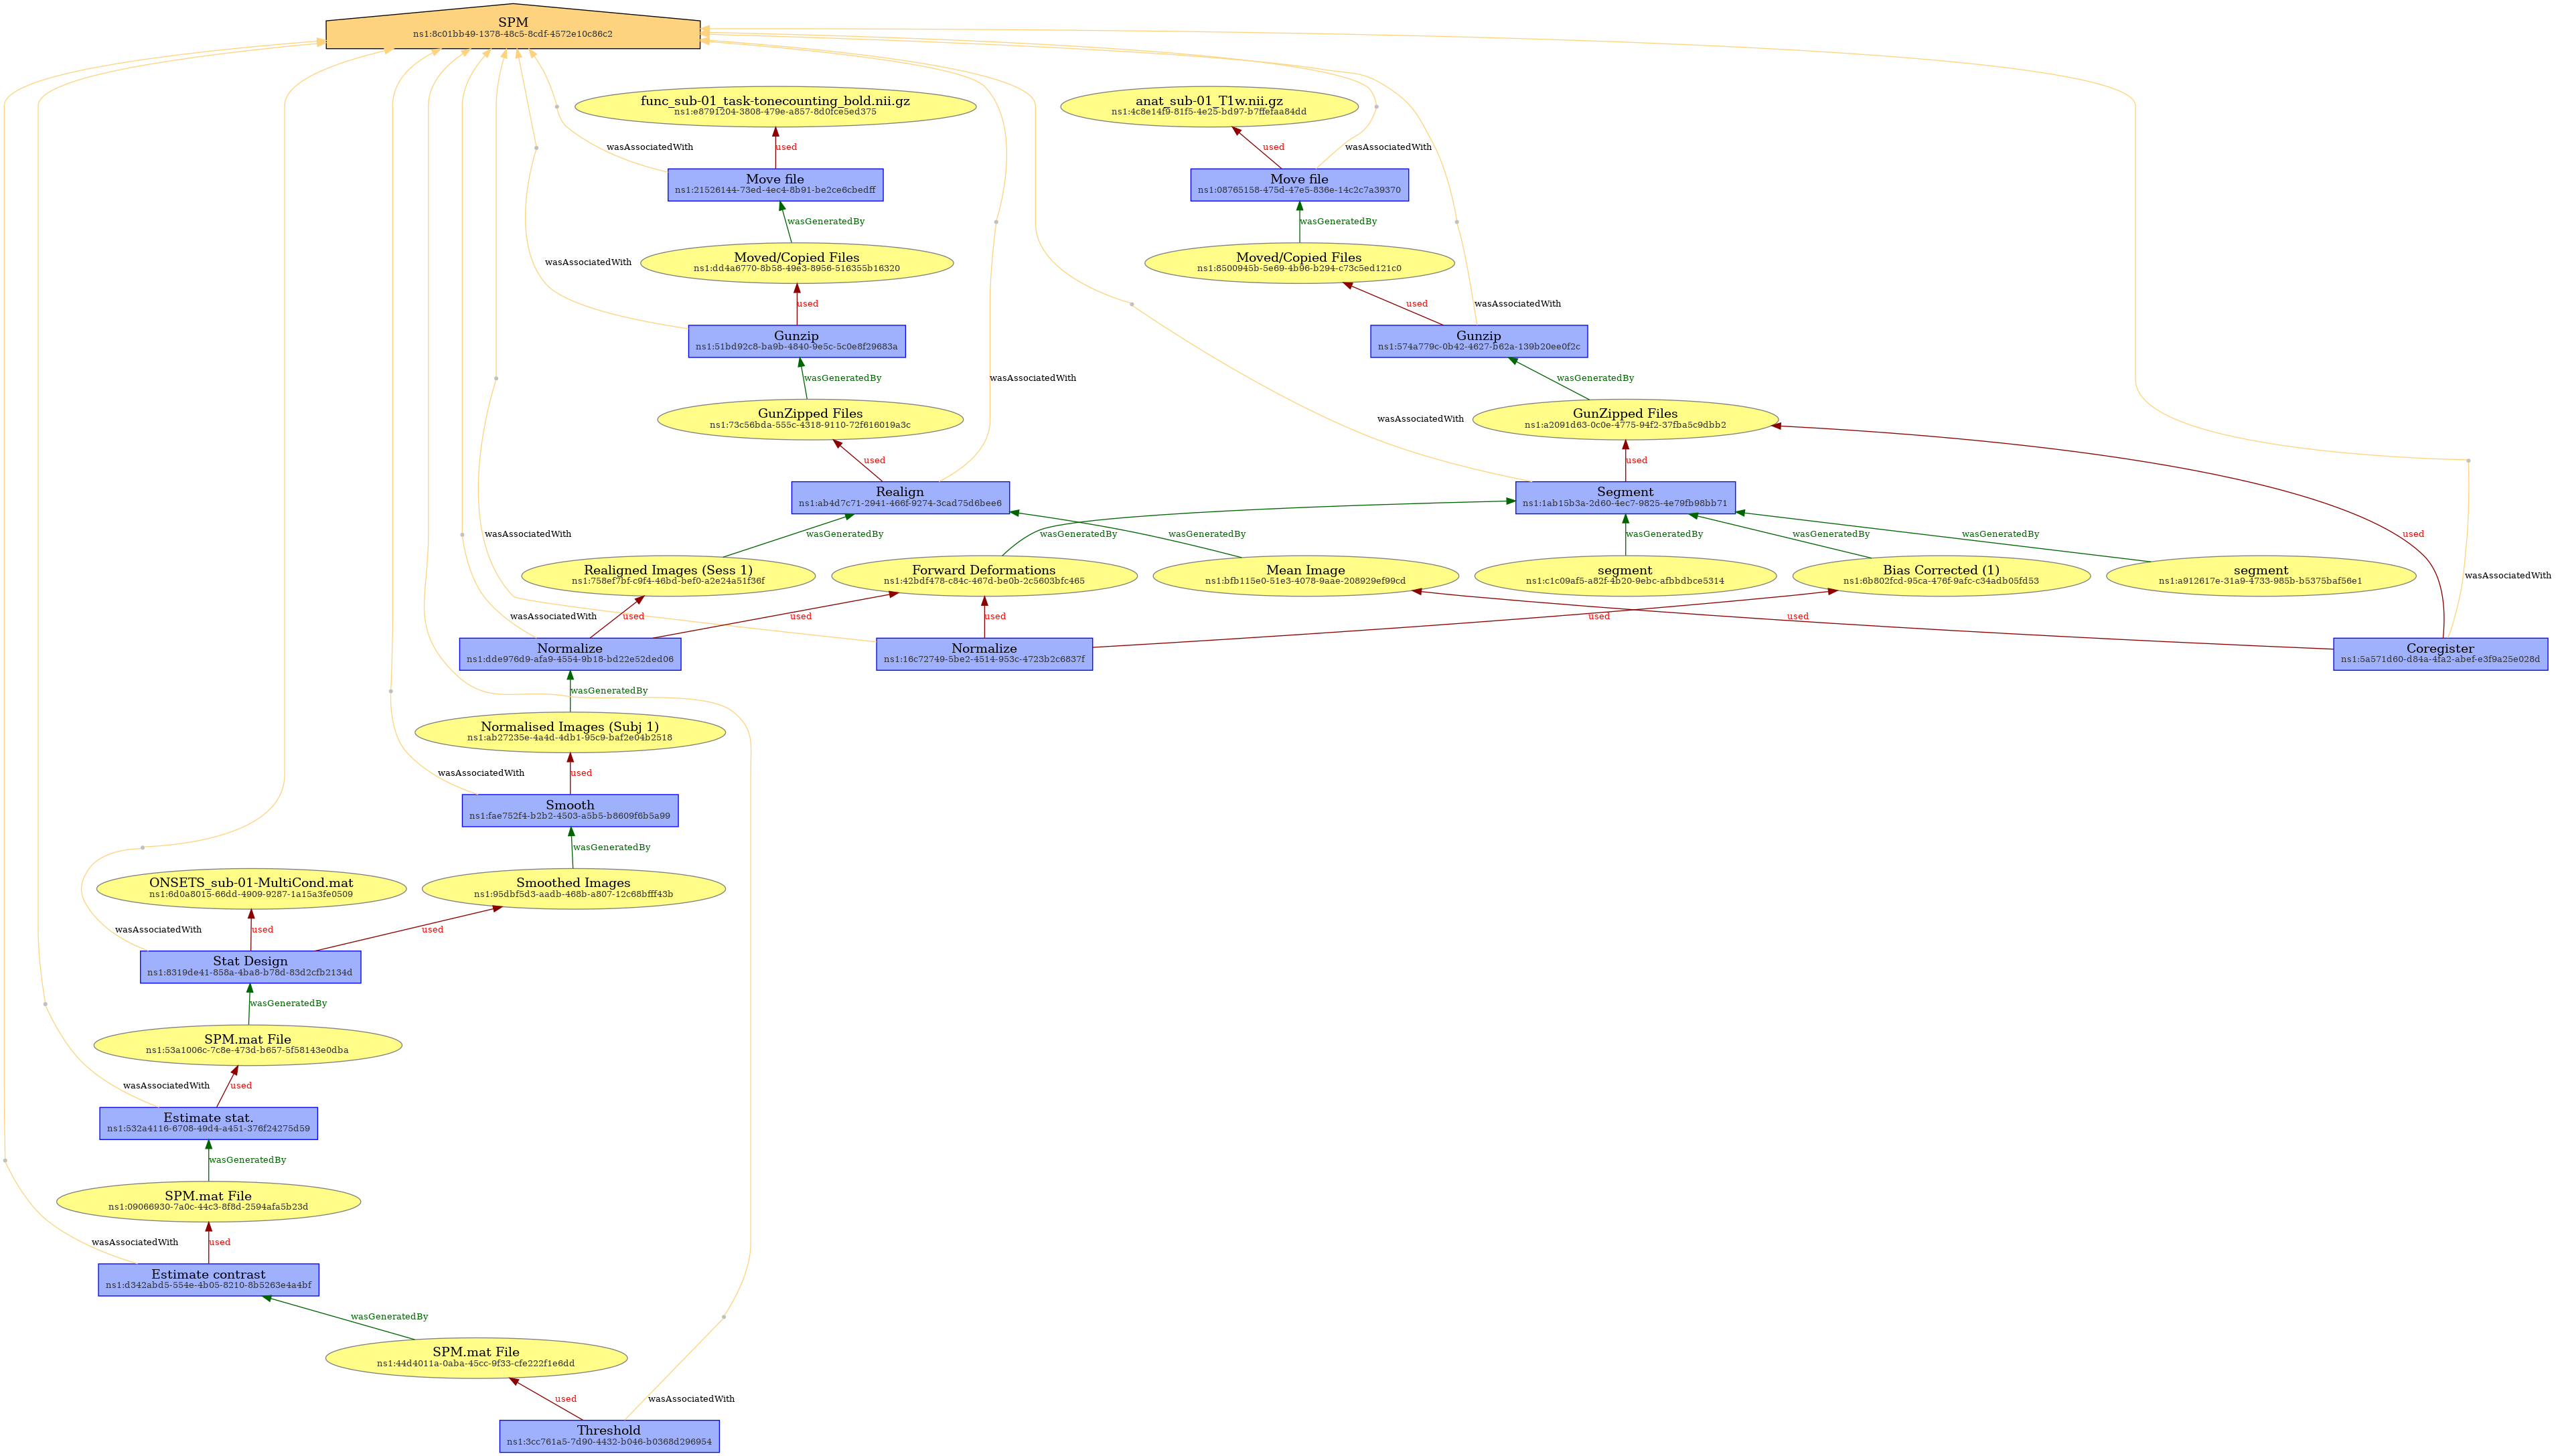 SPM
ns1:8c01bb49-1378-48c5-8cdf-4572e10c86c2
func_sub-01_task-tonecounting_bold.nii.gz
ns1:e8791204-3808-479e-a857-8d0fce5ed375
anat_sub-01_T1w.nii.gz
ns1:4c8e14f9-81f5-4e25-bd97-b7ffefaa84dd
wasAssociatedWith
used
used
wasAssociatedWith
Move file
ns1:21526144-73ed-4ec4-8b91-be2ce6cbedff
Move file
ns1:08765158-475d-47e5-836e-14c2c7a39370
wasGeneratedBy
wasGeneratedBy
Moved/Copied Files
ns1:dd4a6770-8b58-49e3-8956-516355b16320
Moved/Copied Files
ns1:8500945b-5e69-4b96-b294-c73c5ed121c0
wasAssociatedWith
used
used
wasAssociatedWith
Gunzip
ns1:51bd92c8-ba9b-4840-9e5c-5c0e8f29683a
Gunzip
ns1:574a779c-0b42-4627-b62a-139b20ee0f2c
wasGeneratedBy
wasAssociatedWith
wasGeneratedBy
GunZipped Files
ns1:73c56bda-555c-4318-9110-72f616019a3c
wasAssociatedWith
GunZipped Files
ns1:a2091d63-0c0e-4775-94f2-37fba5c9dbb2
used
used
Realign
ns1:ab4d7c71-2941-466f-9274-3cad75d6bee6
Segment
ns1:1ab15b3a-2d60-4ec7-9825-4e79fb98bb71
wasAssociatedWith
wasGeneratedBy
wasGeneratedBy
wasGeneratedBy
wasGeneratedBy
wasGeneratedBy
wasGeneratedBy
used
Realigned Images (Sess 1)
ns1:758ef7bf-c9f4-46bd-bef0-a2e24a51f36f
Forward Deformations
ns1:42bdf478-c84c-467d-be0b-2c5603bfc465
Mean Image
ns1:bfb115e0-51e3-4078-9aae-208929ef99cd
segment
ns1:c1c09af5-a82f-4b20-9ebc-afbbdbce5314
Bias Corrected (1)
ns1:6b802fcd-95ca-476f-9afc-c34adb05fd53
segment
ns1:a912617e-31a9-4733-985b-b5375baf56e1
wasAssociatedWith
wasAssociatedWith
used
used
used
used
used
Normalize
ns1:dde976d9-afa9-4554-9b18-bd22e52ded06
Normalize
ns1:16c72749-5be2-4514-953c-4723b2c6837f
Coregister
ns1:5a571d60-d84a-4fa2-abef-e3f9a25e028d
wasGeneratedBy
Normalised Images (Subj 1)
ns1:ab27235e-4a4d-4db1-95c9-baf2e04b2518
wasAssociatedWith
used
Smooth
ns1:fae752f4-b2b2-4503-a5b5-b8609f6b5a99
wasGeneratedBy
ONSETS_sub-01-MultiCond.mat
ns1:6d0a8015-66dd-4909-9287-1a15a3fe0509
Smoothed Images
ns1:95dbf5d3-aadb-468b-a807-12c68bfff43b
wasAssociatedWith
used
used
Stat Design
ns1:8319de41-858a-4ba8-b78d-83d2cfb2134d
wasGeneratedBy
SPM.mat File
ns1:53a1006c-7c8e-473d-b657-5f58143e0dba
wasAssociatedWith
used
Estimate stat.
ns1:532a4116-6708-49d4-a451-376f24275d59
wasGeneratedBy
SPM.mat File
ns1:09066930-7a0c-44c3-8f8d-2594afa5b23d
wasAssociatedWith
used
Estimate contrast
ns1:d342abd5-554e-4b05-8210-8b5263e4a4bf
wasGeneratedBy
SPM.mat File
ns1:44d4011a-0aba-45cc-9f33-cfe222f1e6dd
used
wasAssociatedWith
Threshold
ns1:3cc761a5-7d90-4432-b046-b0368d296954